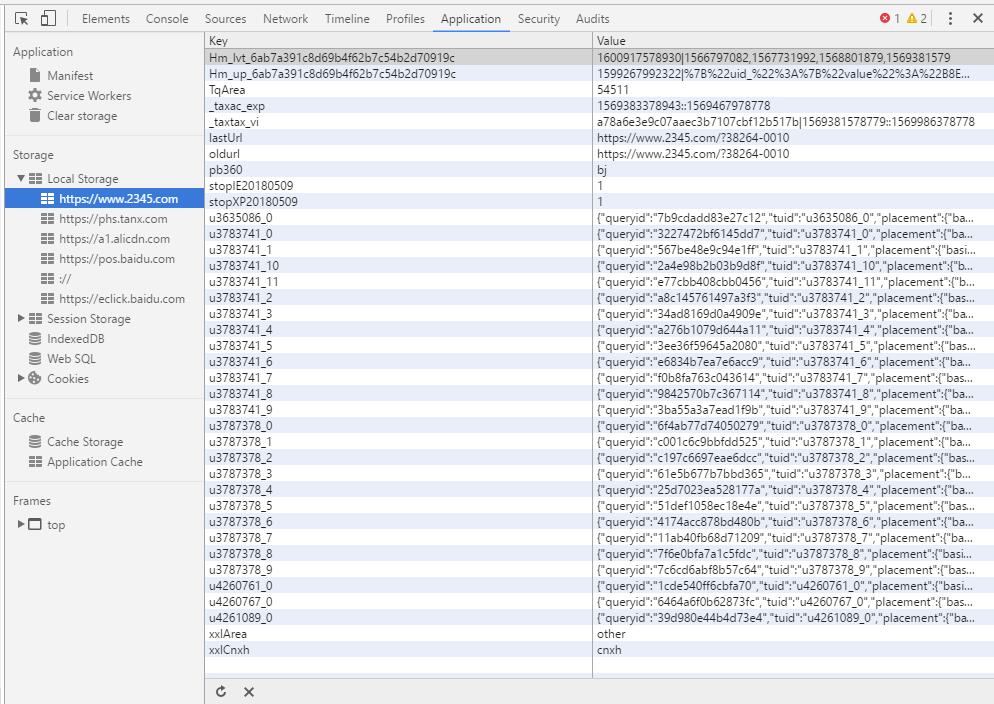 Elements Console Sources Network Timeline Profiles Application Security Audits 1 2
Application
Manifest
Service Workers
Clear storage
Storage
Local Storage
https://www.2345.com
https://phs.tanx.com
https://a1.alicdn.com
https://pos.baidu.com
://
https://eclick.baidu.com
Session Storage
IndexedDB
Web SQL
Cookies
Cache
Cache Storage
Application Cache
Frames
top
Key Value
Hm_lvt_6ab7a391c8d69b4f62b7c54b2d70919c 1600917578930|1566797082,1567731992,1568801879,1569381579
Hm_up_6ab7a391c8d69b4f62b7c54b2d70919c 1599267992322|%7B%22uid_%22%3A%7B%22value%22%3A%22B8E...
TqArea 54511
_taxac_exp 1569383378943::1569467978778
_taxtax_vi a78a6e3e9c07aaec3b7107cbf12b517b|1569381578779::1569986378778
lastUrl https://www.2345.com/?38264-0010
oldurl https://www.2345.com/?38264-0010
pb360 bj
stopIE20180509 1
stopXP20180509 1
u3635086_0 {"queryid":"7b9cdadd83e27c12","tuid":"u3635086_0","placement":{"ba...
u3783741_0 {"queryid":"3227472bf6145dd7","tuid":"u3783741_0","placement":{"ba...
u3783741_1 {"queryid":"567be48e9c94e1ff","tuid":"u3783741_1","placement":{"basi...
u3783741_10 {"queryid":"2a4e98b2b03b9d8f","tuid":"u3783741_10","placement":{"b...
u3783741_11 {"queryid":"e77cbb408cbb0456","tuid":"u3783741_11","placement":{"ba...
u3783741_2 {"queryid":"a8c145761497a3f3","tuid":"u3783741_2","placement":{"bas...
u3783741_3 {"queryid":"34ad8169d0a4909e","tuid":"u3783741_3","placement":{"bas...
u3783741_4 {"queryid":"a276b1079d644a11","tuid":"u3783741_4","placement":{"bas...
u3783741_5 {"queryid":"3ee36f59645a2080","tuid":"u3783741_5","placement":{"bas...
u3783741_6 {"queryid":"e6834b7ea7e6acc9","tuid":"u3783741_6","placement":{"ba...
u3783741_7 {"queryid":"f0b8fa763c043614","tuid":"u3783741_7","placement":{"bas...
u3783741_8 {"queryid":"9842570b7c367114","tuid":"u3783741_8","placement":{"ba...
u3783741_9 {"queryid":"3ba55a3a7ead1f9b","tuid":"u3783741_9","placement":{"ba...
u3787378_0 {"queryid":"6f4ab77d74050279","tuid":"u3787378_0","placement":{"ba...
u3787378_1 {"queryid":"c001c6c9bbfdd525","tuid":"u3787378_1","placement":{"bas...
u3787378_2 {"queryid":"c197c6697eae6dcc","tuid":"u3787378_2","placement":{"bas...
u3787378_3 {"queryid":"61e5b677b7bbd365","tuid":"u3787378_3","placement":{"b...
u3787378_4 {"queryid":"25d7023ea528177a","tuid":"u3787378_4","placement":{"bas...
u3787378_5 {"queryid":"51def1058ec18e4e","tuid":"u3787378_5","placement":{"bas...
u3787378_6 {"queryid":"4174acc878bd480b","tuid":"u3787378_6","placement":{"ba...
u3787378_7 {"queryid":"11ab40fb68d71209","tuid":"u3787378_7","placement":{"ba...
u3787378_8 {"queryid":"7f6e0bfa7a1c5fdc","tuid":"u3787378_8","placement":{"basi...
u3787378_9 {"queryid":"7c6cd6abf8b57c64","tuid":"u3787378_9","placement":{"bas...
u4260761_0 {"queryid":"1cde540ff6cbfa70","tuid":"u4260761_0","placement":{"basi...
u4260767_0 {"queryid":"6464a6f0b62873fc","tuid":"u4260767_0","placement":{"bas...
u4261089_0 {"queryid":"39d980e44b4d73e4","tuid":"u4261089_0","placement":{"ba...
xxlArea other
xxlCnxh cnxh